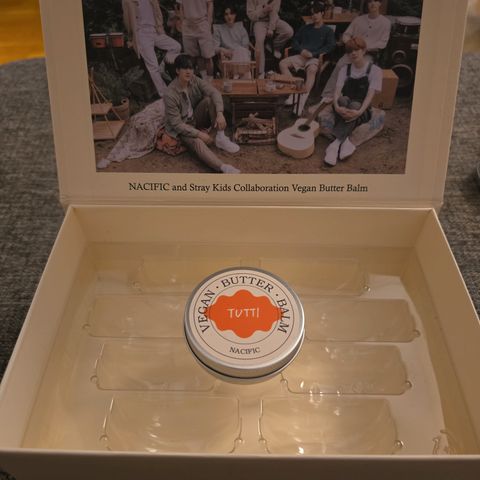 NACIFIC and Stray Kids Collaboration Vegan Butter Balm
VEGAN · BUTTER · BALM
TUTTI
NACIFIC